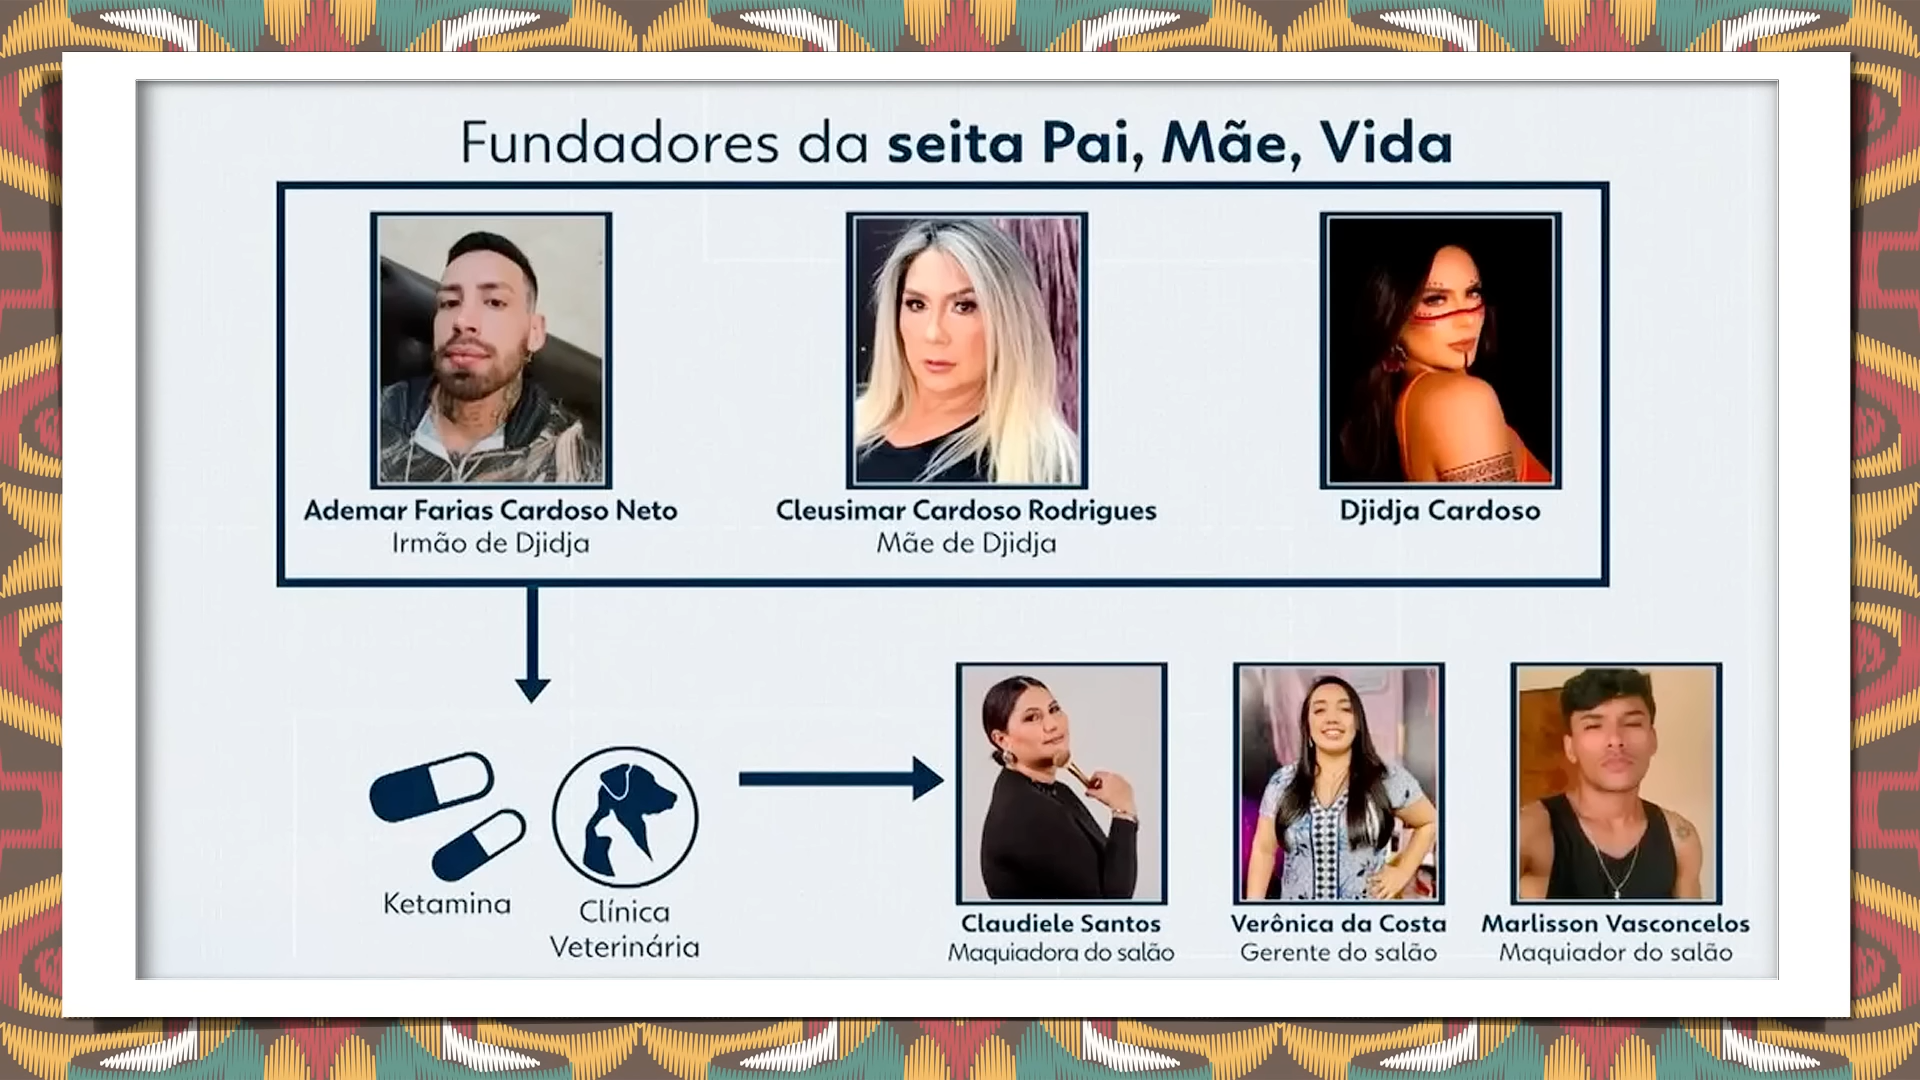 Fundadores da seita Pai, Mãe, Vida
Ademar Farias Cardoso Neto
Irmão de Djidja
Cleusimar Cardoso Rodrigues
Mãe de Djidja
Djidja Cardoso
Ketamina
Clínica
Veterinária
Claudiele Santos
Maquiadora do salão
Verônica da Costa
Gerente do salão
Marlisson Vasconcelos
Maquiador do salão